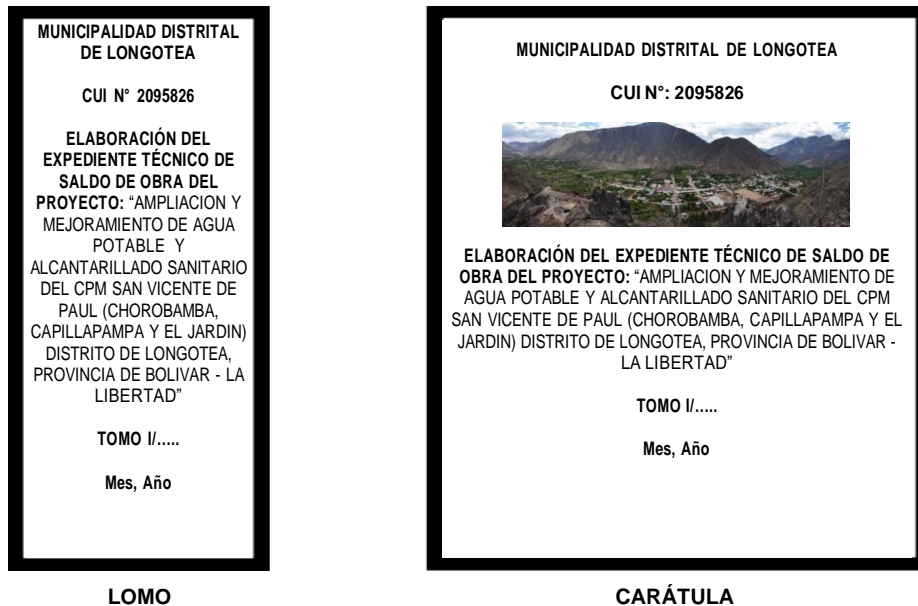 MUNICIPALIDAD DISTRITAL
DE LONGOTEA
CUI N° 2095826
ELABORACIÓN DEL
EXPEDIENTE TÉCNICO DE
SALDO DE OBRA DEL
PROYECTO: “AMPLIACION Y
MEJORAMIENTO DE AGUA
POTABLE Y
ALCANTARILLADO SANITARIO
DEL CPM SAN VICENTE DE
PAUL (CHOROBAMBA,
CAPILLAPAMPA Y EL JARDIN)
DISTRITO DE LONGOTEA,
PROVINCIA DE BOLIVAR - LA
LIBERTAD”
TOMO I/.....
Mes, Año
LOMO
MUNICIPALIDAD DISTRITAL DE LONGOTEA
CUI N°: 2095826
ELABORACIÓN DEL EXPEDIENTE TÉCNICO DE SALDO DE
OBRA DEL PROYECTO: “AMPLIACION Y MEJORAMIENTO DE
AGUA POTABLE Y ALCANTARILLADO SANITARIO DEL CPM
SAN VICENTE DE PAUL (CHOROBAMBA, CAPILLAPAMPA Y EL
JARDIN) DISTRITO DE LONGOTEA, PROVINCIA DE BOLIVAR -
LA LIBERTAD”
TOMO I/.....
Mes, Año
CARÁTULA